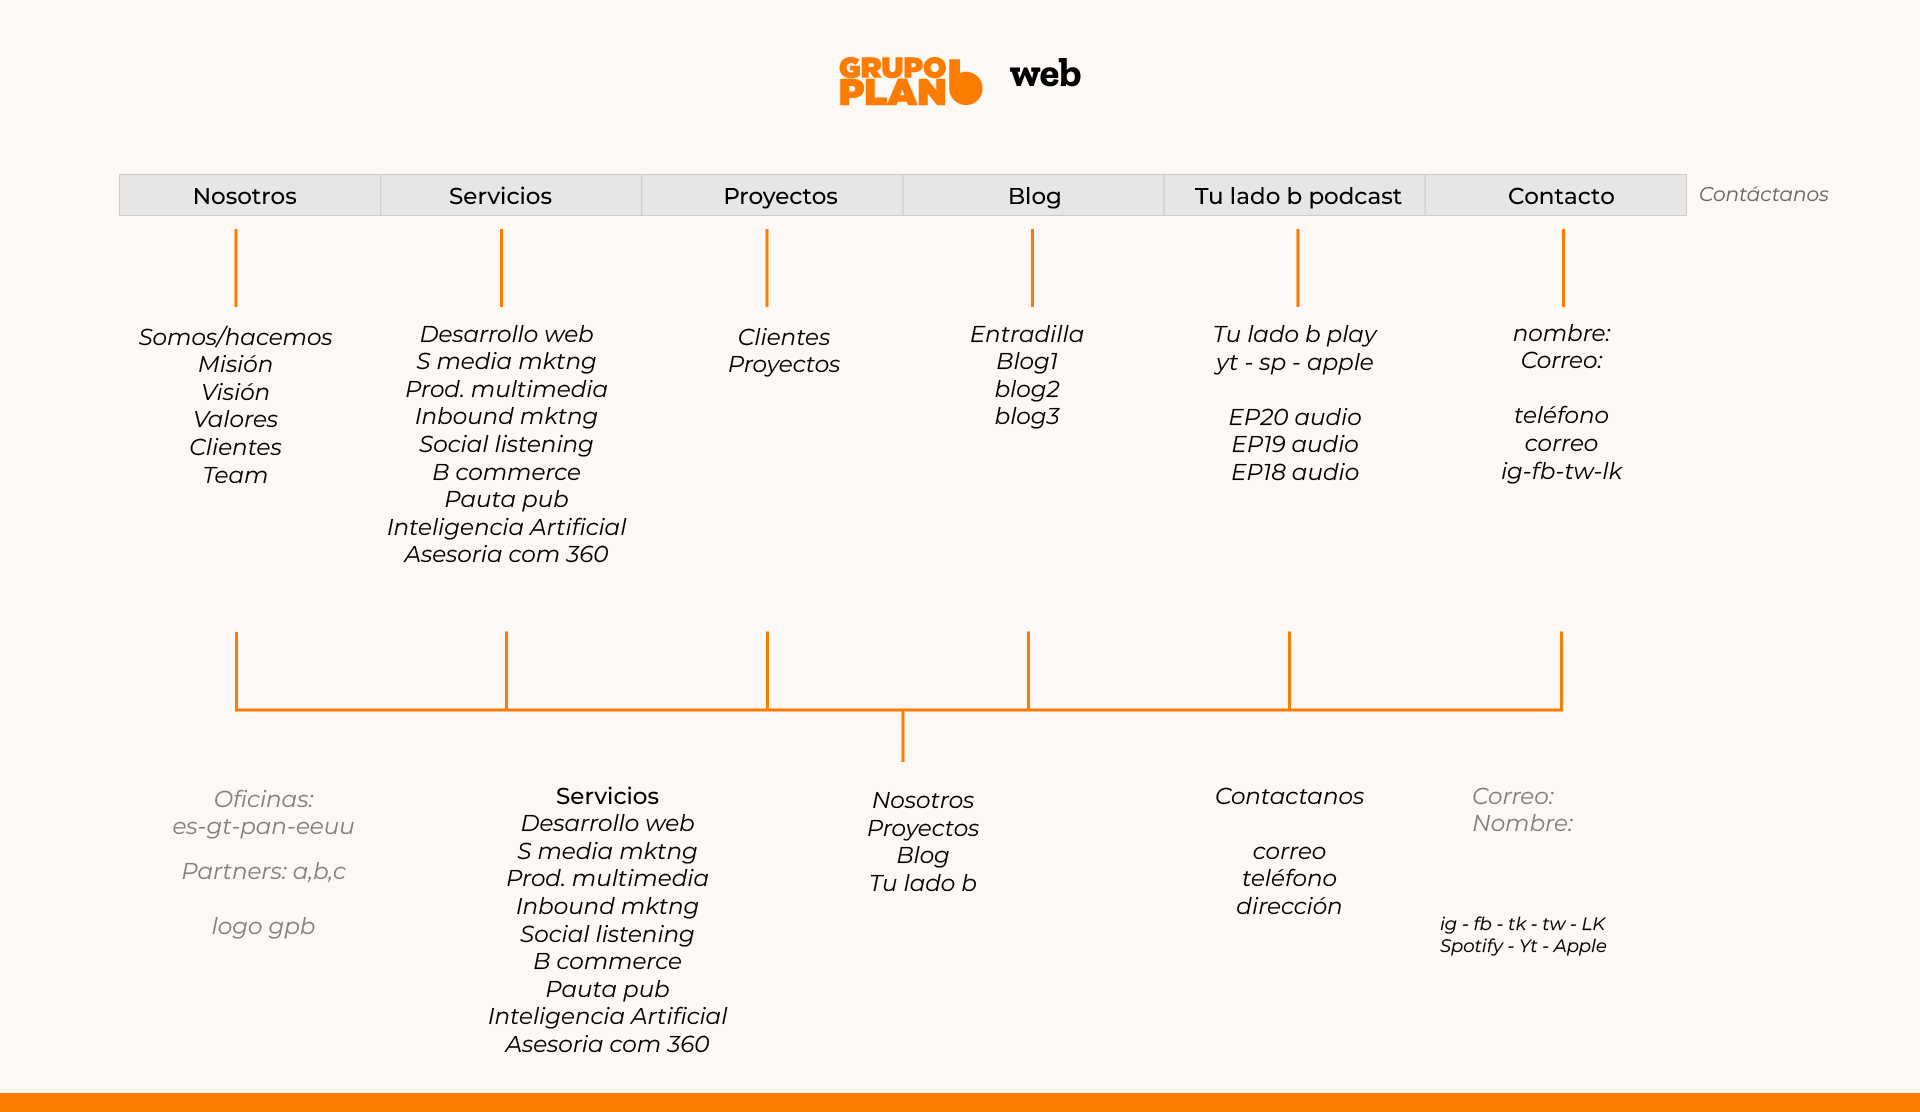 GRUPO
PLAN b
web
Nosotros
Servicios
Proyectos
Blog
Tu lado b podcast
Contacto
Contáctanos
Somos/hacemos
Misión
Visión
Valores
Clientes
Team
Desarrollo web
S media mktng
Prod. multimedia
Inbound mktng
Social listening
B commerce
Pauta pub
Inteligencia Artificial
Asesoria com 360
Clientes
Proyectos
Entradilla
Blog1
blog2
blog3
Tu lado b play
yt - sp - apple
EP20 audio
EP19 audio
EP18 audio
nombre:
Correo:
teléfono
correo
ig-fb-tw-lk
Oficinas:
es-gt-pan-eeuu
Partners: a,b,c
logo gpb
Servicios
Desarrollo web
S media mktng
Prod. multimedia
Inbound mktng
Social listening
B commerce
Pauta pub
Inteligencia Artificial
Asesoria com 360
Nosotros
Proyectos
Blog
Tu lado b
Contactanos
correo
teléfono
dirección
Correo:
Nombre:
ig - fb - tk - tw - LK
Spotify - Yt - Apple